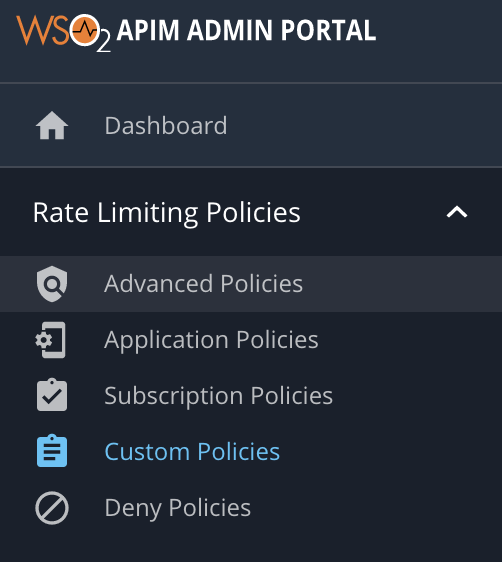 WSO2 APIM ADMIN PORTAL
Dashboard
Rate Limiting Policies
Advanced Policies
Application Policies
Subscription Policies
Custom Policies
Deny Policies